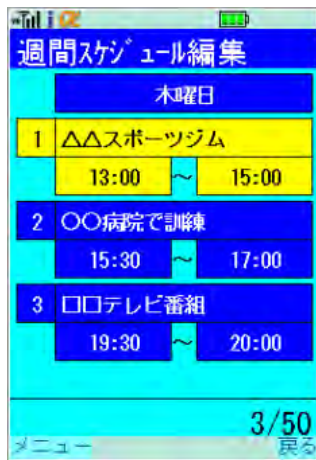 週間スケジュール編集
木曜日
1 △△スポーツジム
13:00 ～ 15:00
2 〇〇病院で訓練
15:30 ～ 17:00
3 □□テレビ番組
19:30 ～ 20:00
3/50
メニュー 戻る